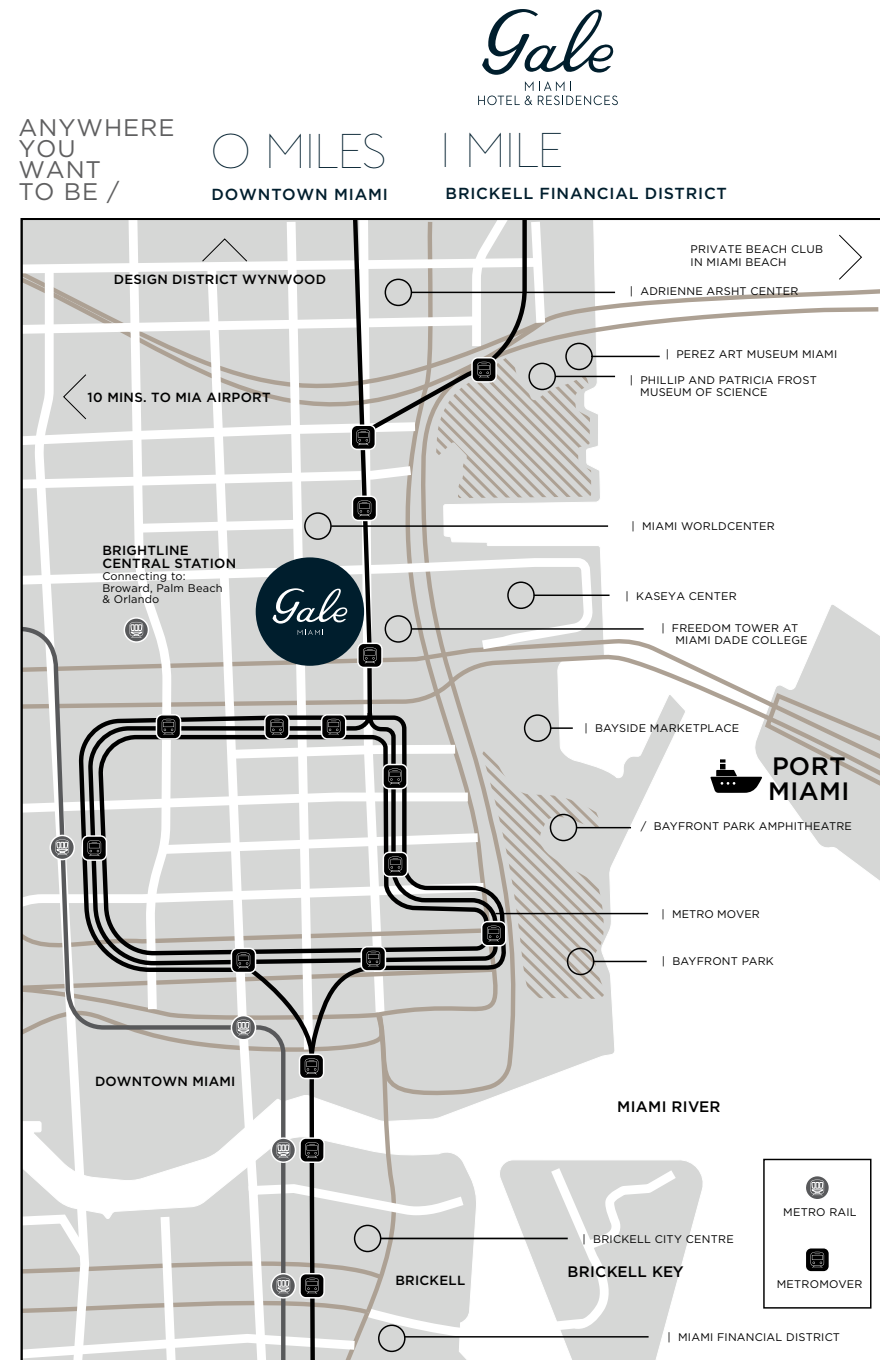 Gale
MIAMI
HOTEL & RESIDENCES
ANYWHERE
YOU
WANT
TO BE /
0 MILES
DOWNTOWN MIAMI
1 MILE
BRICKELL FINANCIAL DISTRICT
PRIVATE BEACH CLUB
IN MIAMI BEACH
DESIGN DISTRICT WYNWOOD
| ADRIENNE ARSHT CENTER
| PEREZ ART MUSEUM MIAMI
| PHILLIP AND PATRICIA FROST
MUSEUM OF SCIENCE
10 MINS. TO MIA AIRPORT
| MIAMI WORLDCENTER
BRIGHTLINE
CENTRAL STATION
Connecting to:
Broward, Palm Beach
& Orlando
Gale
MIAMI
| KASEYA CENTER
| FREEDOM TOWER AT
MIAMI DADE COLLEGE
| BAYSIDE MARKETPLACE
PORT
MIAMI
/ BAYFRONT PARK AMPHITHEATRE
| METRO MOVER
| BAYFRONT PARK
DOWNTOWN MIAMI
MIAMI RIVER
METRO RAIL
METROMOVER
| BRICKELL CITY CENTRE
BRICKELL
BRICKELL KEY
| MIAMI FINANCIAL DISTRICT